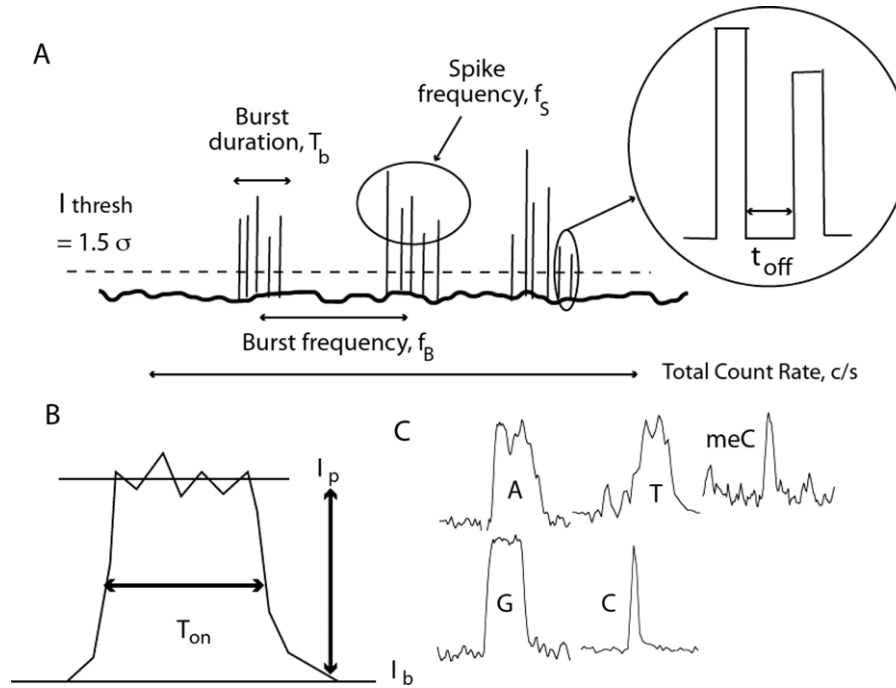 A
Spike
frequency, f_S
Burst
duration, T_b
I thresh
= 1.5 σ
t_off
Burst frequency, f_B
Total Count Rate, c/s
B
C
I_p
T_on
I_b
A
T
meC
G
C